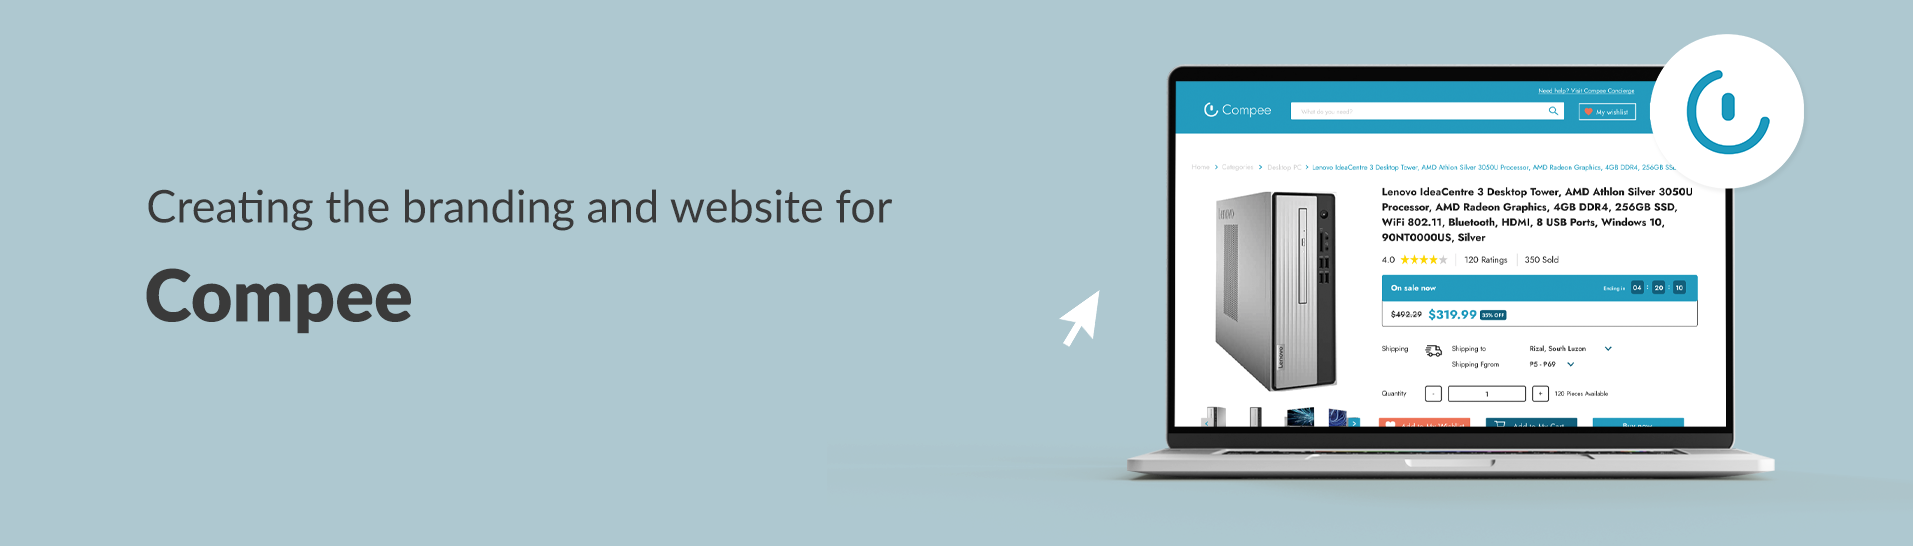 Creating the branding and website for
Compee
Need help? Visit Compee Concierge
Compee
What do you need?
My wishlist
Home > Categories > Desktop PC > Lenovo IdeaCentre 3 Desktop Tower, AMD Athlon Silver 3050U Processor, AMD Radeon Graphics, 4GB DDR4, 256GB
Lenovo IdeaCentre 3 Desktop Tower, AMD Athlon Silver 3050U
Processor, AMD Radeon Graphics, 4GB DDR4, 256GB SSD,
WiFi 802.11, Bluetooth, HDMI, 8 USB Ports, Windows 10,
90NT0000US, Silver
4.0
120 Ratings
350 Sold
On sale now
Ending in 04 : 20 : 10
$492.29 $319.99 35% OFF
Shipping
Shipping to
Rizal, South Luzon
Shipping Fgrom
₱5 - ₱69
Quantity
- 1 +
120 Pieces Available
Add to My Wishlist
Add to My Cart
Buy now
Lenovo
Lenovo